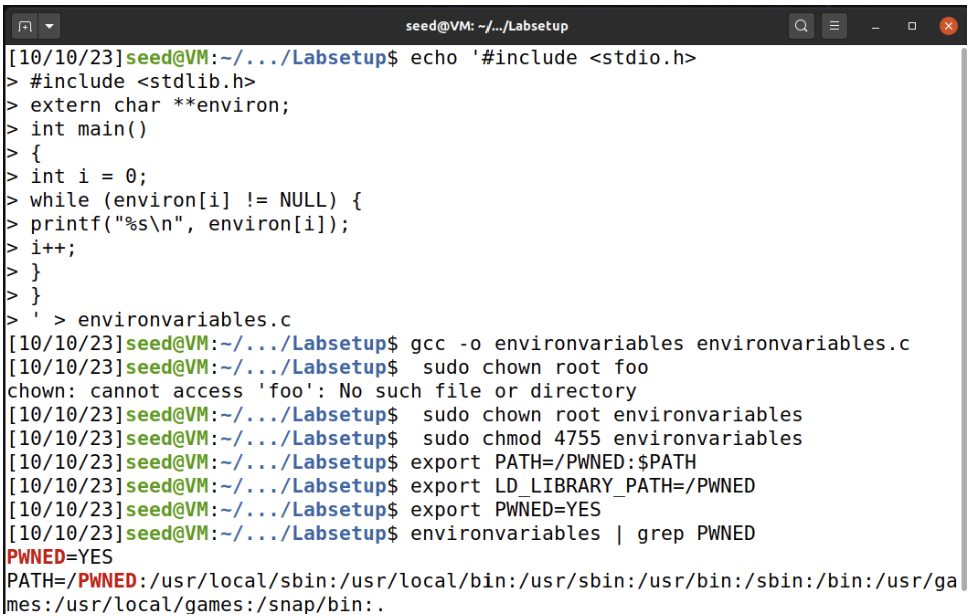 seed@VM: ~/.../Labsetup
[10/10/23]seed@VM:~/.../Labsetup$ echo '#include <stdio.h>
> #include <stdlib.h>
> extern char **environ;
> int main()
> {
> int i = 0;
> while (environ[i] != NULL) {
> printf("%s\n", environ[i]);
> i++;
> }
> }
> ' > environvariables.c
[10/10/23]seed@VM:~/.../Labsetup$ gcc -o environvariables environvariables.c
[10/10/23]seed@VM:~/.../Labsetup$  sudo chown root foo
chown: cannot access 'foo': No such file or directory
[10/10/23]seed@VM:~/.../Labsetup$  sudo chown root environvariables
[10/10/23]seed@VM:~/.../Labsetup$  sudo chmod 4755 environvariables
[10/10/23]seed@VM:~/.../Labsetup$ export PATH=/PWNED:$PATH
[10/10/23]seed@VM:~/.../Labsetup$ export LD_LIBRARY_PATH=/PWNED
[10/10/23]seed@VM:~/.../Labsetup$ export PWNED=YES
[10/10/23]seed@VM:~/.../Labsetup$ environvariables | grep PWNED
PWNED=YES
PATH=/PWNED:/usr/local/sbin:/usr/local/bin:/usr/sbin:/usr/bin:/sbin:/bin:/usr/ga
mes:/usr/local/games:/snap/bin:.